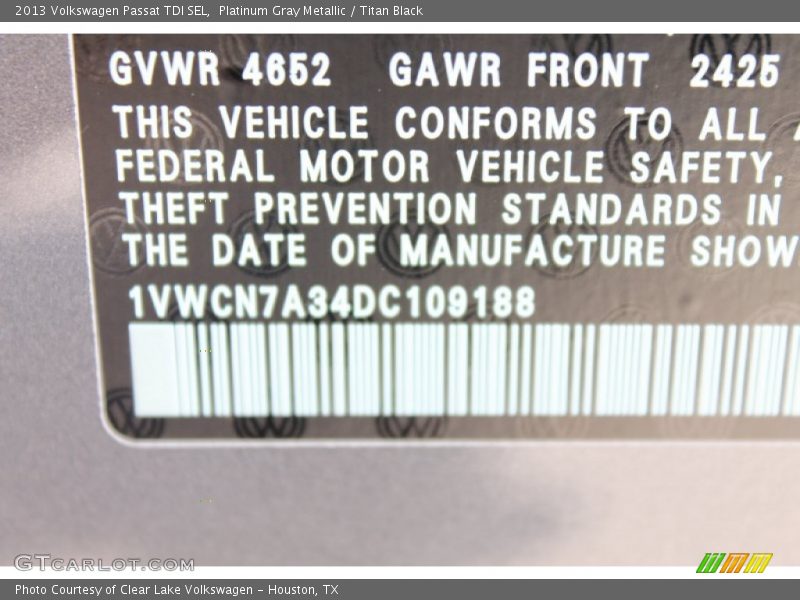 2013 Volkswagen Passat TDI SEL, Platinum Gray Metallic / Titan Black
GVWR 4652 GAWR FRONT 2425
THIS VEHICLE CONFORMS TO ALL A
FEDERAL MOTOR VEHICLE SAFETY,
THEFT PREVENTION STANDARDS IN
THE DATE OF MANUFACTURE SHOW
1VWCN7A34DC109188
GTCARLOT.COM
Photo Courtesy of Clear Lake Volkswagen - Houston, TX